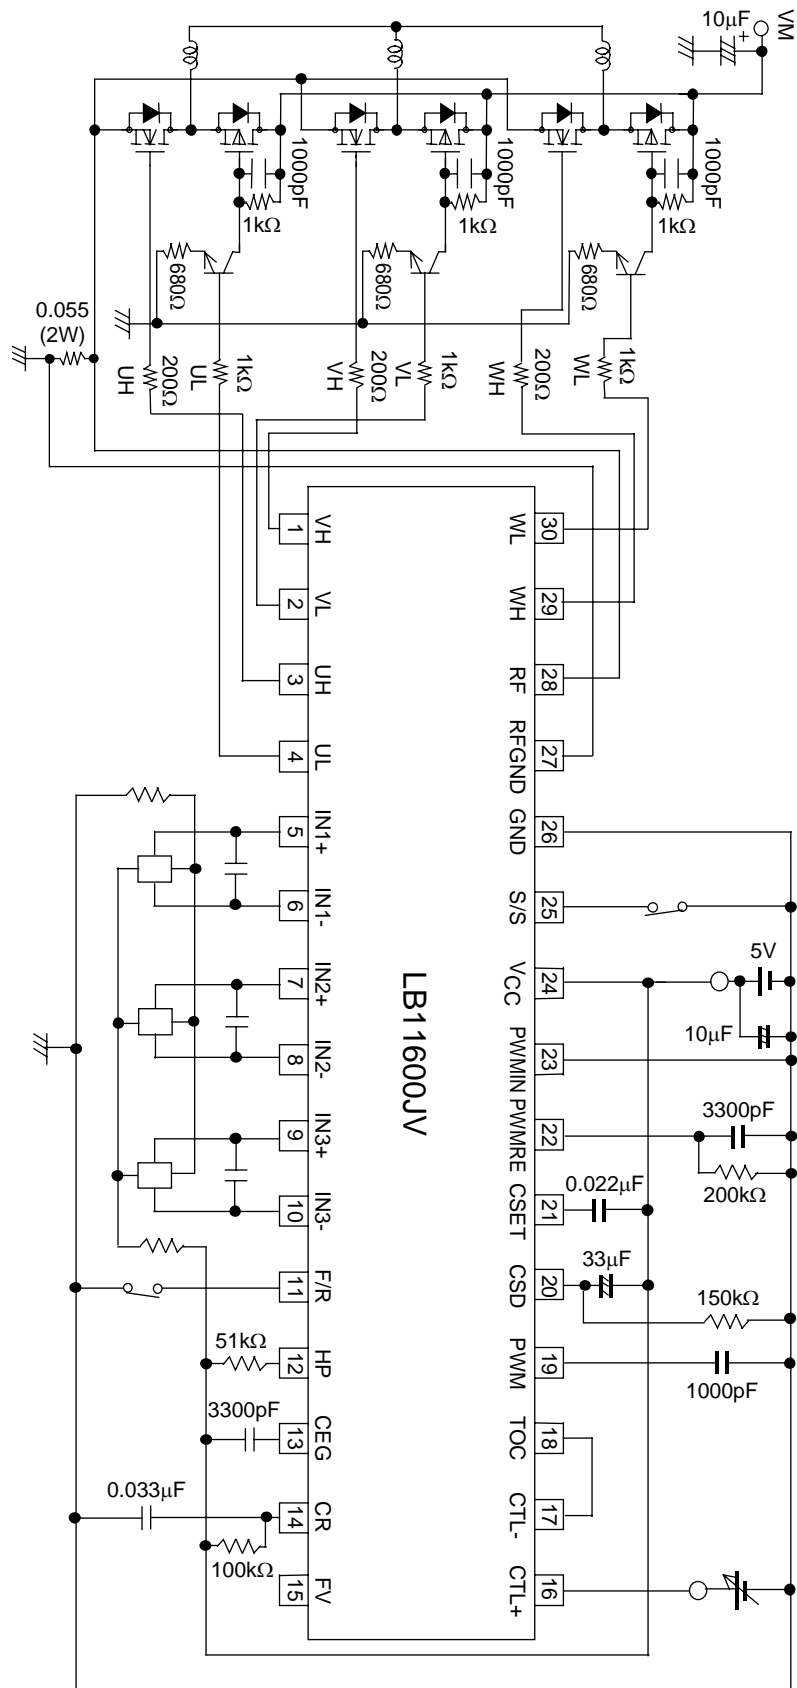 10µF
+
VM
1000pF
1000pF
1000pF
1kΩ
1kΩ
1kΩ
680Ω
680Ω
680Ω
0.055
(2W)
200Ω
UH
1kΩ
UL
200Ω
VH
1kΩ
VL
200Ω
WH
1kΩ
WL
1
VH
2
VL
3
UH
4
UL
5
IN1+
6
IN1-
7
IN2+
8
IN2-
9
IN3+
10
IN3-
11
F/R
12
HP
13
CEG
14
CR
15
FV
30
WL
29
WH
28
RF
27
RFGND
26
GND
25
S/S
24
VCC
23
PWMIN
22
PWMRE
21
CSET
20
CSD
19
PWM
18
TOC
17
CTL-
16
CTL+
LB11600JV
5V
10µF
3300pF
200kΩ
0.022µF
33µF
150kΩ
1000pF
51kΩ
3300pF
0.033µF
100kΩ